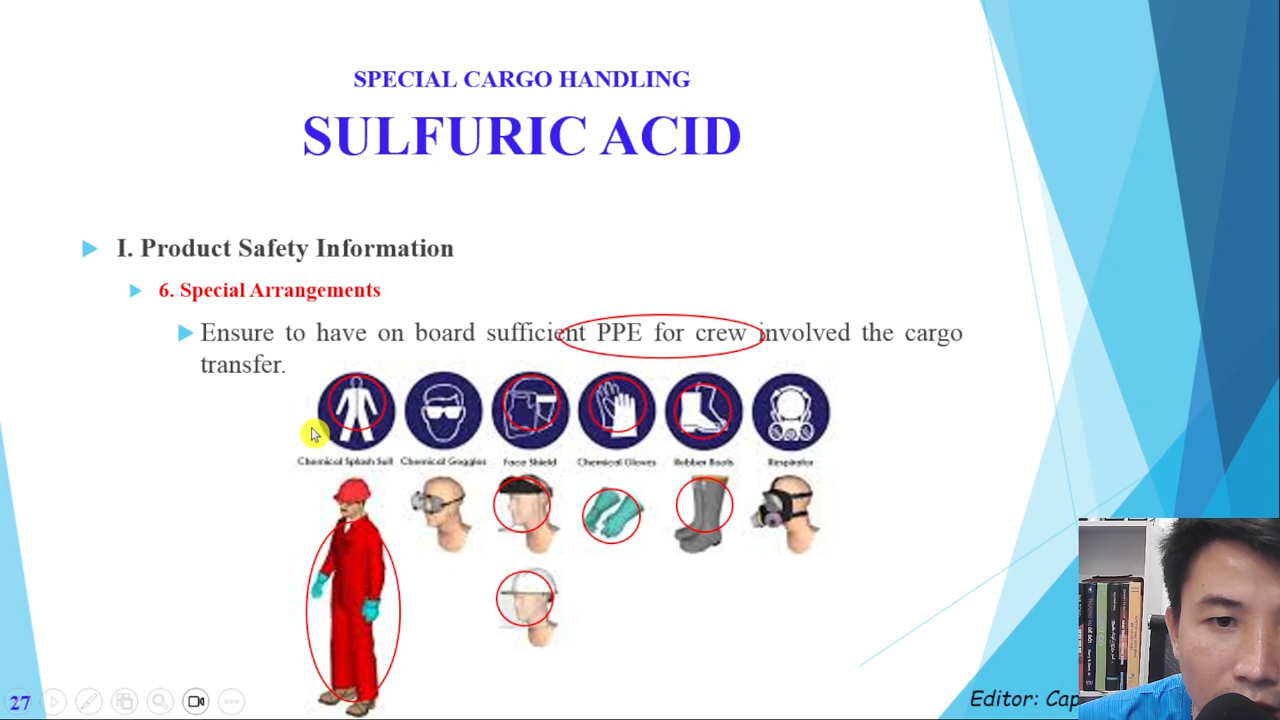 SPECIAL CARGO HANDLING
SULFURIC ACID
I. Product Safety Information
6. Special Arrangements
Ensure to have on board sufficient PPE for crew involved the cargo
transfer.
Chemical Splash Suit Chemical Goggles Face Shield Chemical Gloves Rubber Boots Respirator
27
Editor: Cap